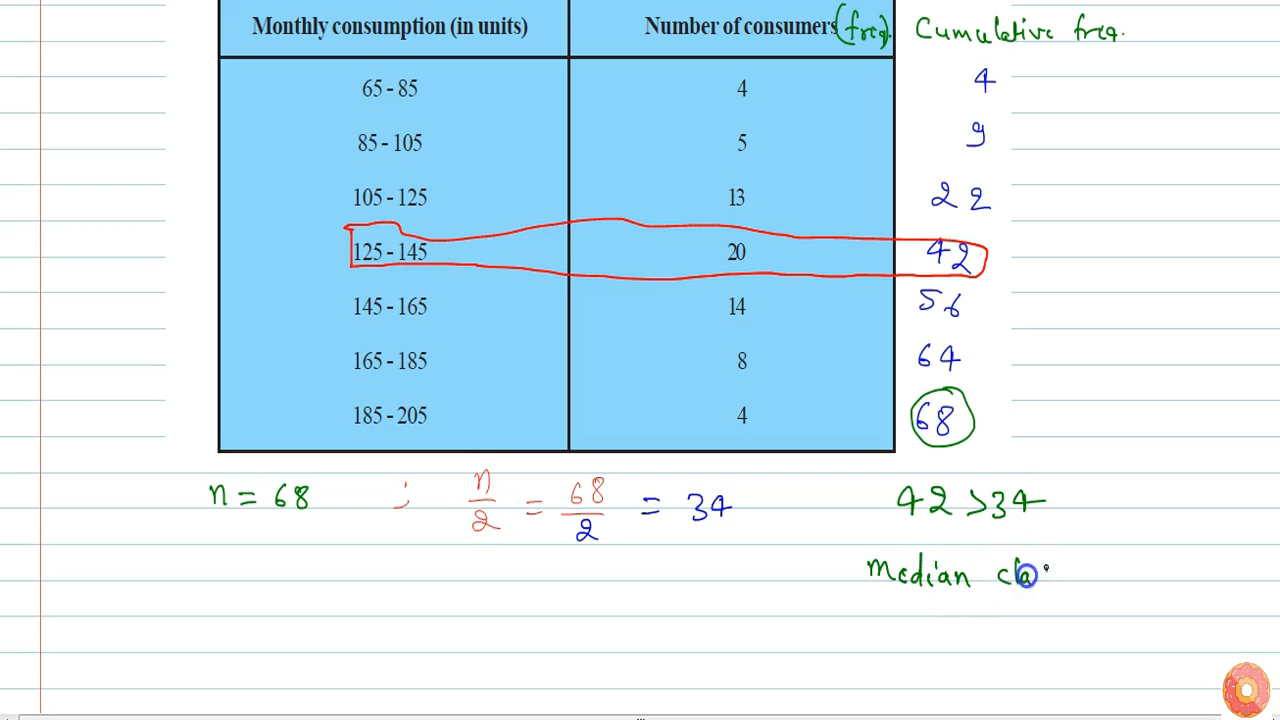 Monthly consumption (in units) Number of consumers (freq). Cumulative freq.
65 - 85 4 4
85 - 105 5 9
105 - 125 13 22
125 - 145 20 42
145 - 165 14 56
165 - 185 8 64
185 - 205 4 68
n = 68 ; n/2 = 68/2 = 34 42 > 34
median cla